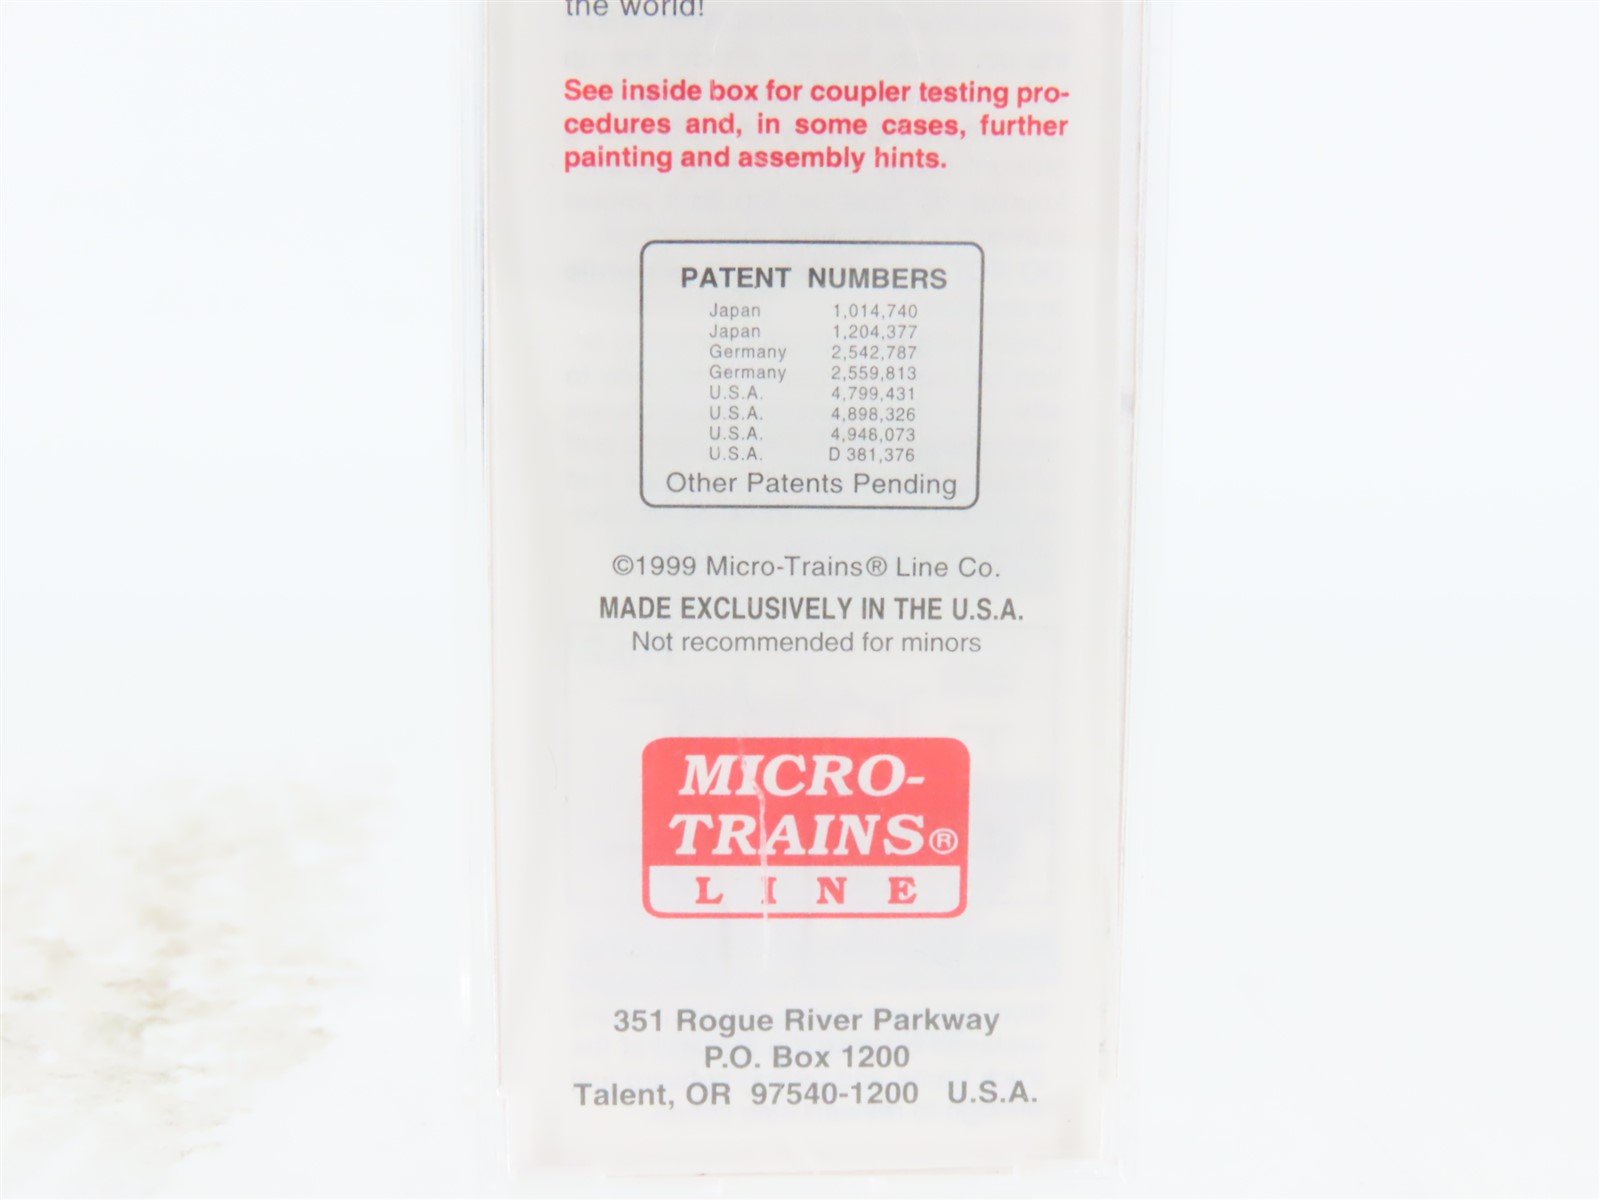 the world!
See inside box for coupler testing pro-
cedures and, in some cases, further
painting and assembly hints.
PATENT NUMBERS
Japan 1,014,740
Japan 1,204,377
Germany 2,542,787
Germany 2,559,813
U.S.A. 4,799,431
U.S.A. 4,898,326
U.S.A. 4,948,073
U.S.A. D 381,376
Other Patents Pending
©1999 Micro-Trains® Line Co.
MADE EXCLUSIVELY IN THE U.S.A.
Not recommended for minors
MICRO-
TRAINS®
LINE
351 Rogue River Parkway
P.O. Box 1200
Talent, OR 97540-1200 U.S.A.